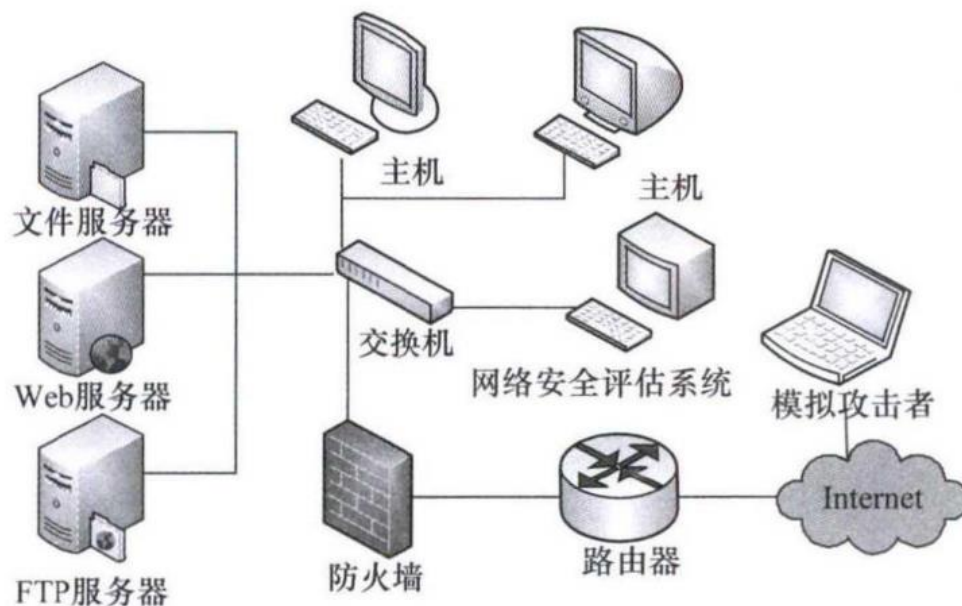 主机
主机
文件服务器
交换机
Web服务器
网络安全评估系统
模拟攻击者
Internet
防火墙
路由器
FTP服务器